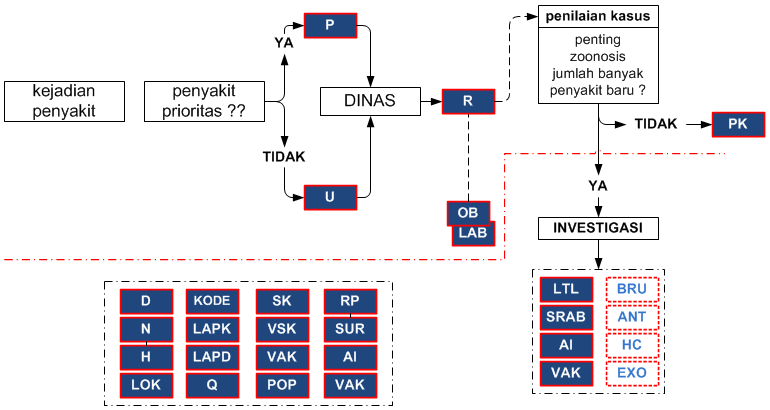 kejadian
penyakit
penyakit
prioritas ??
YA
P
TIDAK
U
DINAS
R
OB
LAB
penilaian kasus
penting
zoonosis
jumlah banyak
penyakit baru ?
TIDAK
PK
YA
INVESTIGASI
LTL
BRU
SRAB
ANT
AI
HC
VAK
EXO
D
KODE
SK
RP
N
LAPK
VSK
SUR
H
LAPD
VAK
AI
LOK
Q
POP
VAK